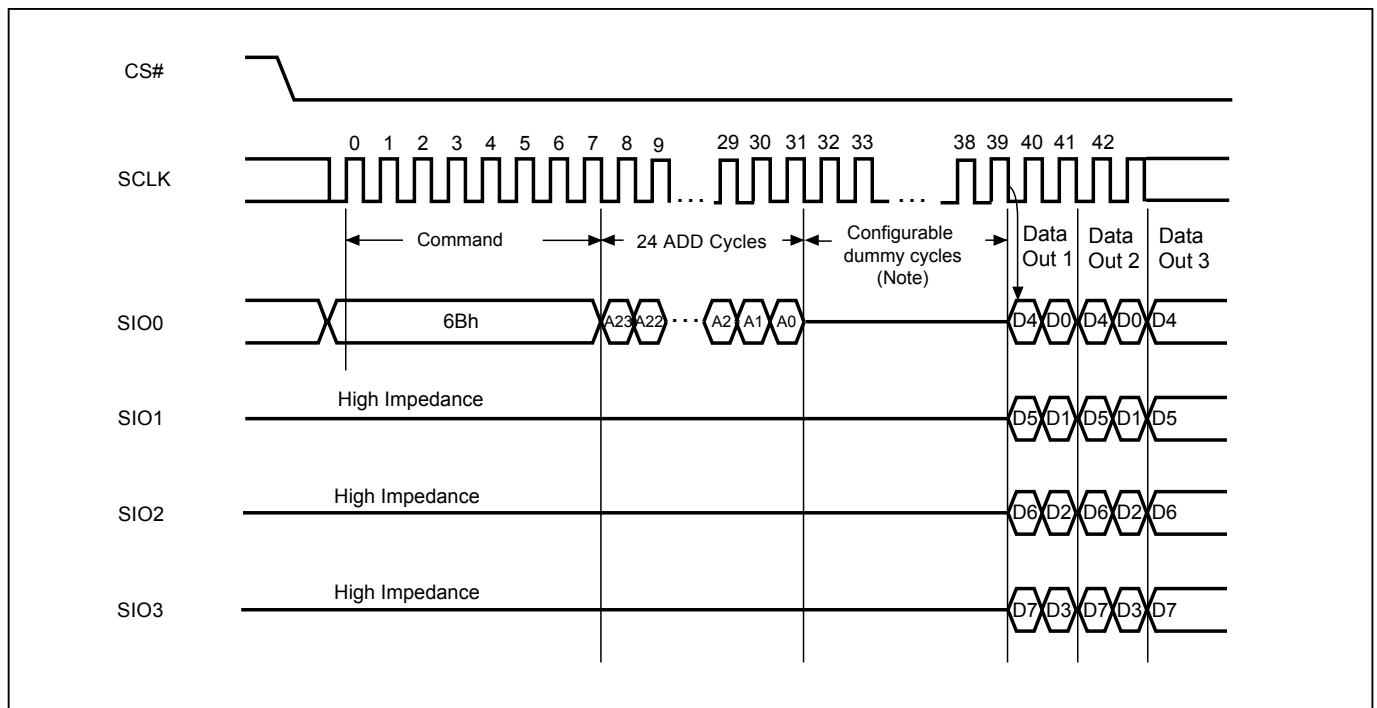 CS#
0 1 2 3 4 5 6 7 8 9 29 30 31 32 33 38 39 40 41 42
SCLK
Command 24 ADD Cycles Configurable dummy cycles (Note) Data Out 1 Data Out 2 Data Out 3
SIO0 6Bh A23 A22 A2 A1 A0 D4 D0 D4 D0 D4
High Impedance
SIO1 D5 D1 D5 D1 D5
High Impedance
SIO2 D6 D2 D6 D2 D6
High Impedance
SIO3 D7 D3 D7 D3 D7